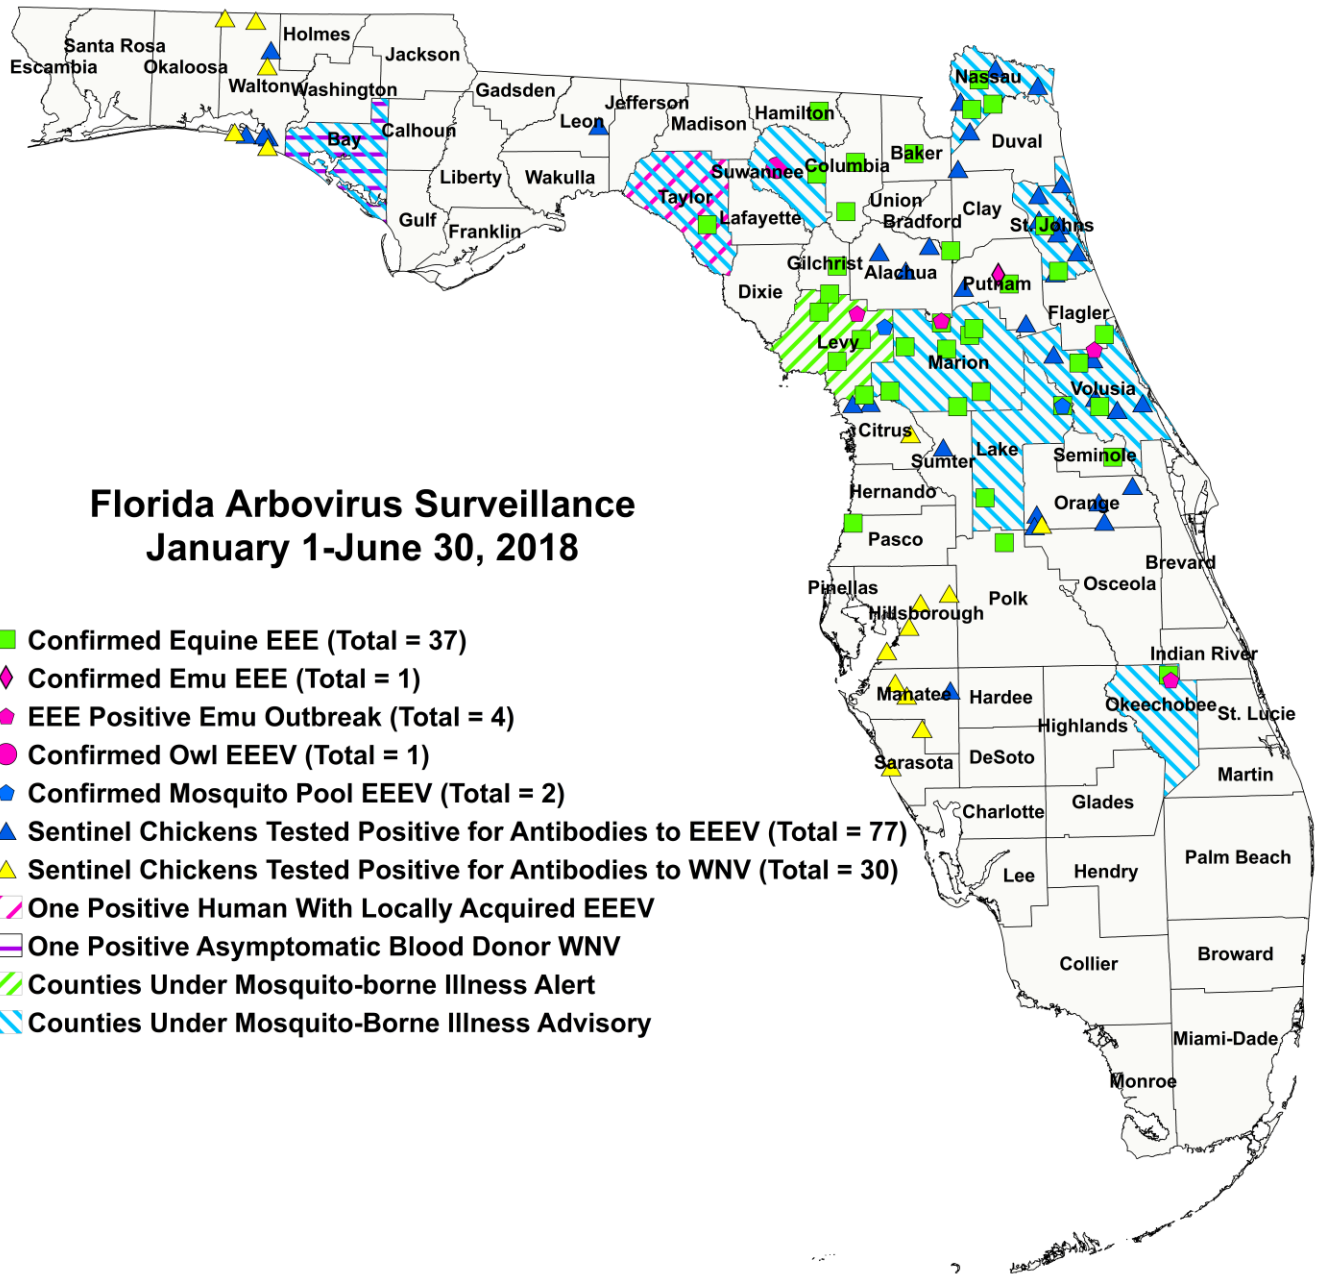 Holmes
Santa Rosa
Jackson
Escambia
Okaloosa
Walton
Washington
Gadsden
Nassau
Jefferson
Hamilton
Leon
Madison
Bay
Calhoun
Duval
Baker
Columbia
Suwannee
Liberty
Wakulla
Taylor
Union
Clay
Lafayette
Bradford
Gulf
St. Johns
Franklin
Gilchrist
Alachua
Putnam
Dixie
Flagler
Levy
Marion
Volusia
Citrus
Lake
Seminole
Sumter
Hernando
Orange
Florida Arbovirus Surveillance
January 1-June 30, 2018
Pasco
Brevard
Osceola
Pinellas
Polk
Hillsborough
Indian River
Manatee
Hardee
Okeechobee
St. Lucie
Highlands
DeSoto
Sarasota
Martin
Glades
Charlotte
Palm Beach
Lee
Hendry
Broward
Collier
Miami-Dade
Monroe
Confirmed Equine EEE (Total = 37)
Confirmed Emu EEE (Total = 1)
EEE Positive Emu Outbreak (Total = 4)
Confirmed Owl EEEV (Total = 1)
Confirmed Mosquito Pool EEEV (Total = 2)
Sentinel Chickens Tested Positive for Antibodies to EEEV (Total = 77)
Sentinel Chickens Tested Positive for Antibodies to WNV (Total = 30)
One Positive Human With Locally Acquired EEEV
One Positive Asymptomatic Blood Donor WNV
Counties Under Mosquito-borne Illness Alert
Counties Under Mosquito-Borne Illness Advisory